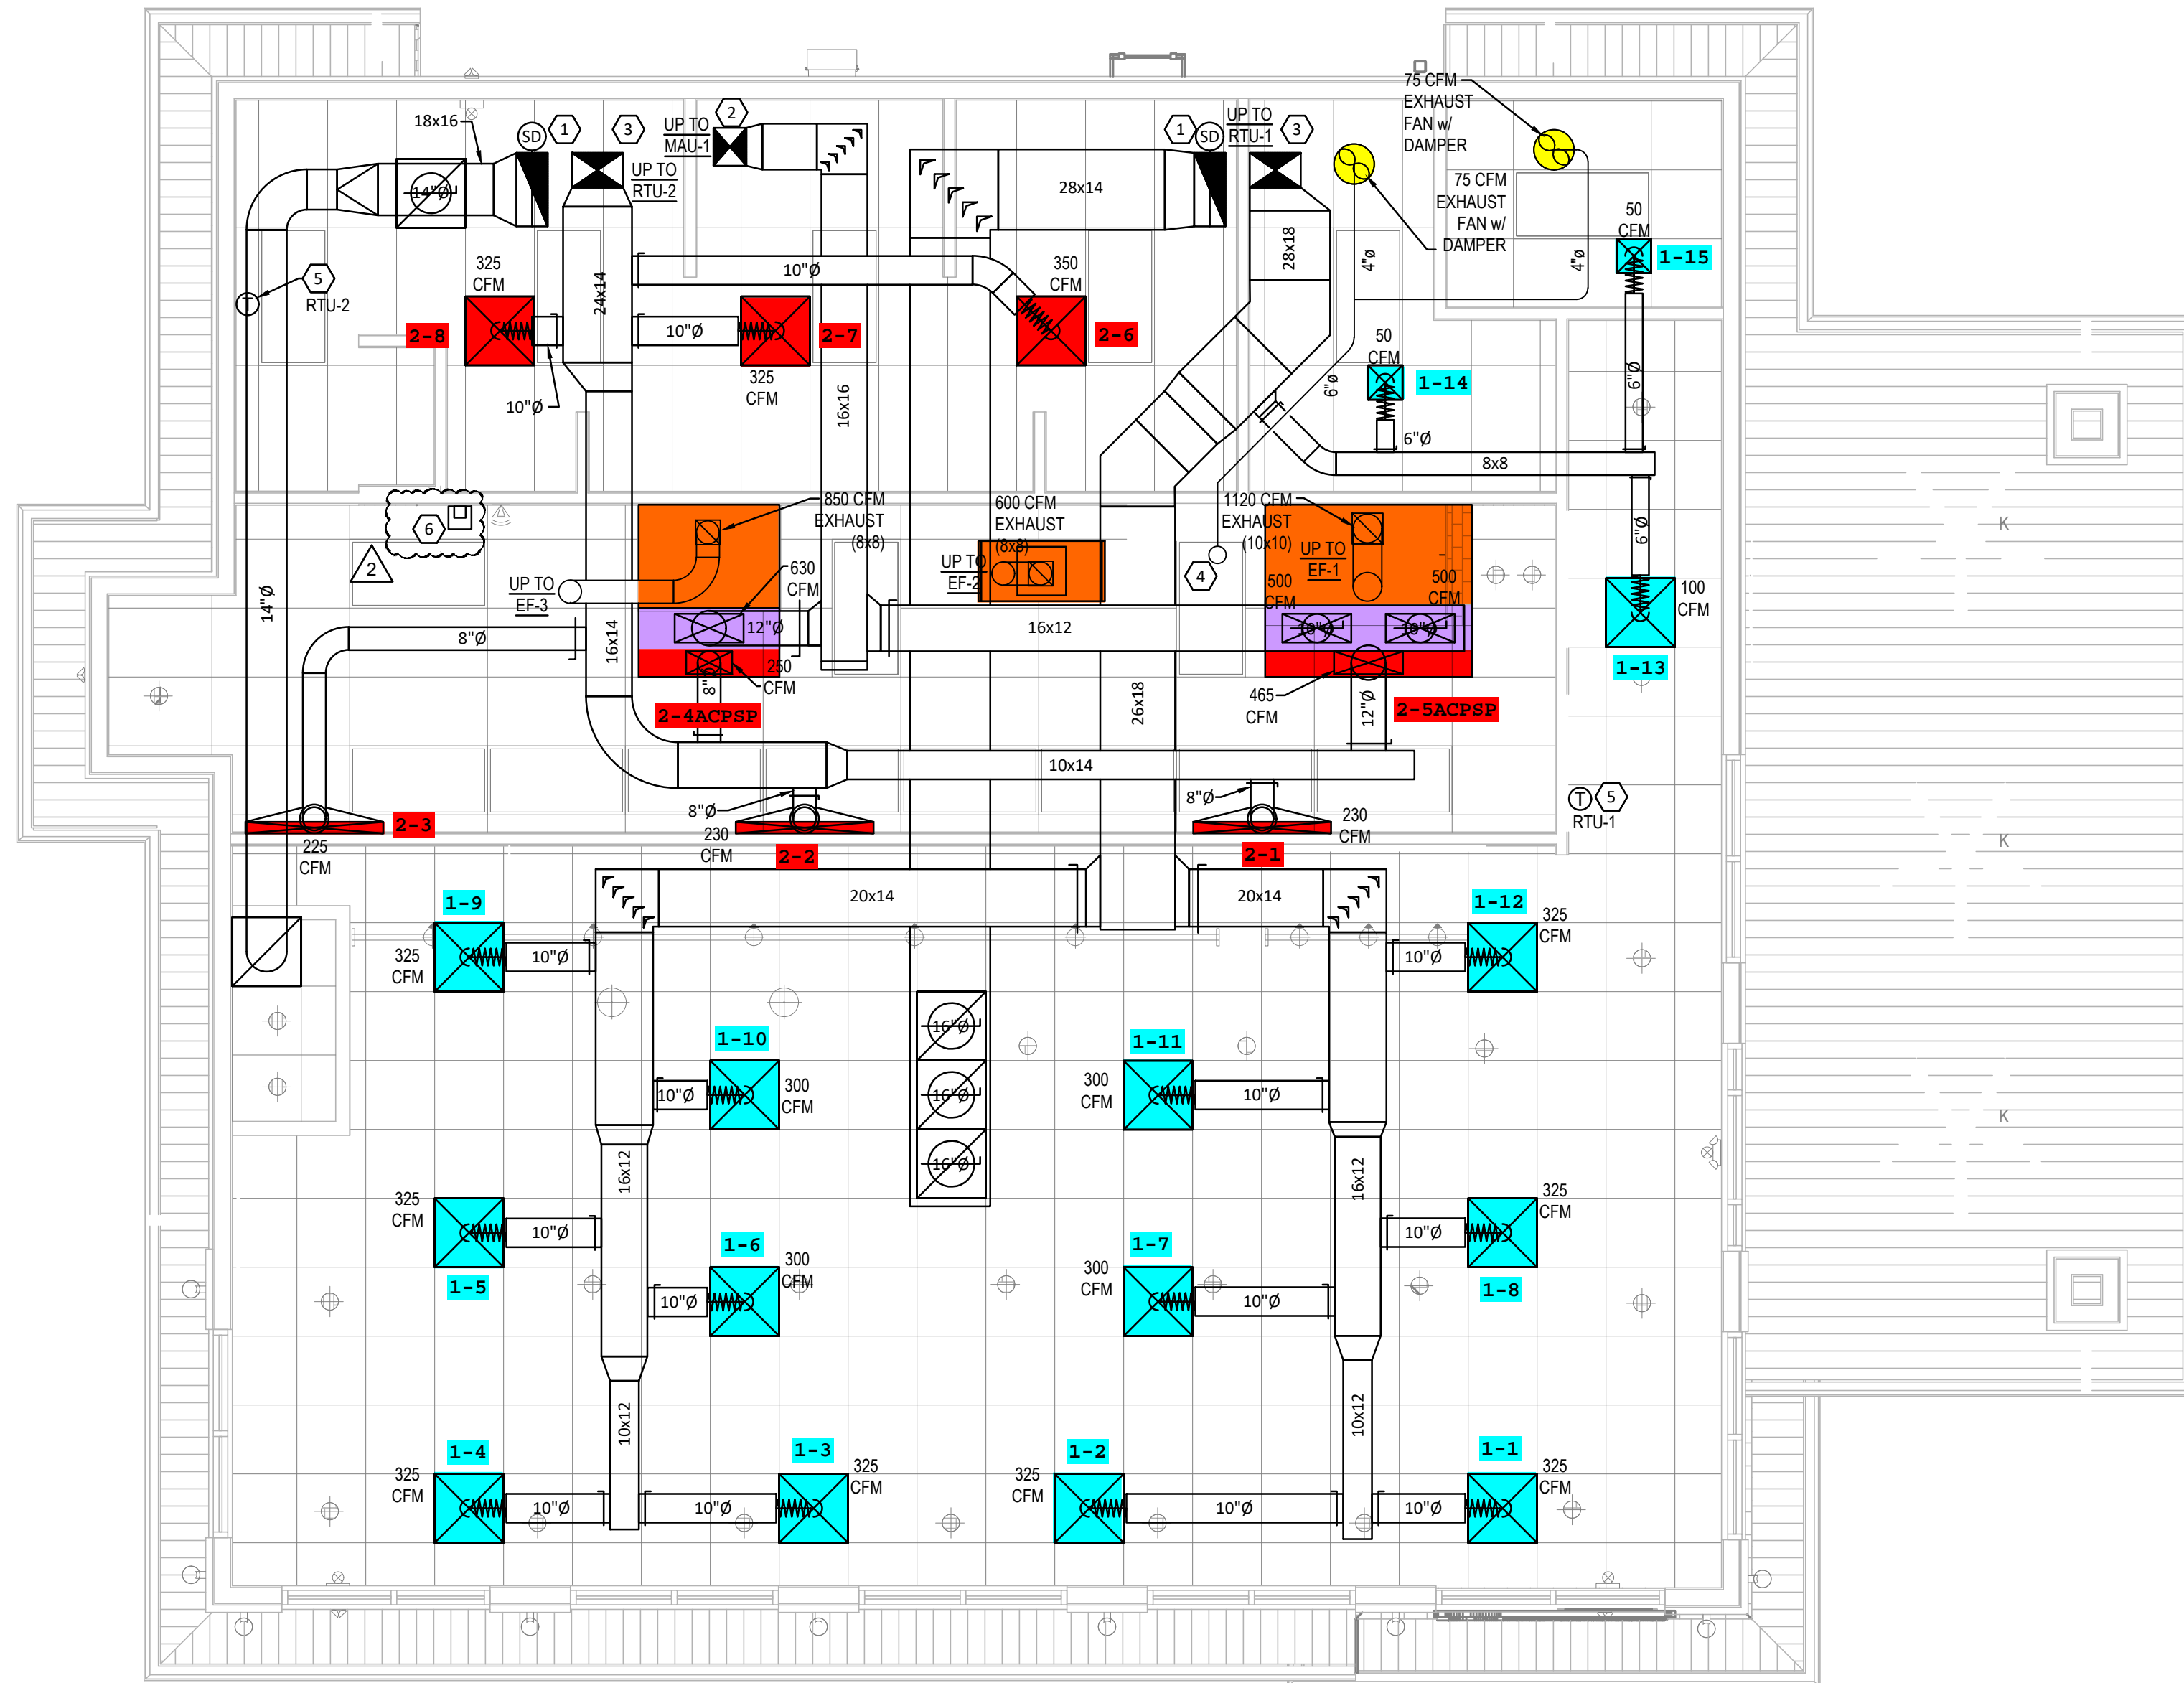 75 CFM
EXHAUST
FAN w/
DAMPER
18x16
SD
1
3
UP TO
MAU-1
2
UP TO
RTU-2
14"Ø
28x14
1
SD
UP TO
RTU-1
3
75 CFM
EXHAUST
FAN w/
DAMPER
50
CFM
1-15
28x18
4"ø
4"ø
5
RTU-2
T
325
CFM
24x14
10"Ø
350
CFM
2-8
10"Ø
2-7
2-6
325
CFM
10"Ø
16x16
50
CFM
1-14
6"ø
6"Ø
6"Ø
8x8
6
2
850 CFM
EXHAUST
(8x8)
600 CFM
EXHAUST
(8x8)
1120 CFM
EXHAUST
(10x10)
6"Ø
K
UP TO
EF-3
630
CFM
UP TO
EF-2
4
UP TO
EF-1
500
CFM
500
CFM
100
CFM
14"Ø
8"Ø
16x14
12"Ø
16x12
10"Ø
10"Ø
1-13
250
CFM
8"Ø
2-4ACPSP
26x18
465
CFM
12"Ø
2-5ACPSP
10x14
8"Ø
8"Ø
T
5
RTU-1
2-3
225
CFM
230
CFM
2-2
2-1
230
CFM
K
20x14
20x14
1-9
325
CFM
10"Ø
10"Ø
1-12
325
CFM
1-10
10"Ø
300
CFM
16"Ø
16"Ø
16"Ø
1-11
300
CFM
10"Ø
K
16x12
16x12
325
CFM
10"Ø
1-5
1-6
10"Ø
300
CFM
1-7
300
CFM
10"Ø
10"Ø
325
CFM
1-8
10x12
10x12
1-4
325
CFM
10"Ø
10"Ø
1-3
325
CFM
1-2
325
CFM
10"Ø
10"Ø
1-1
325
CFM